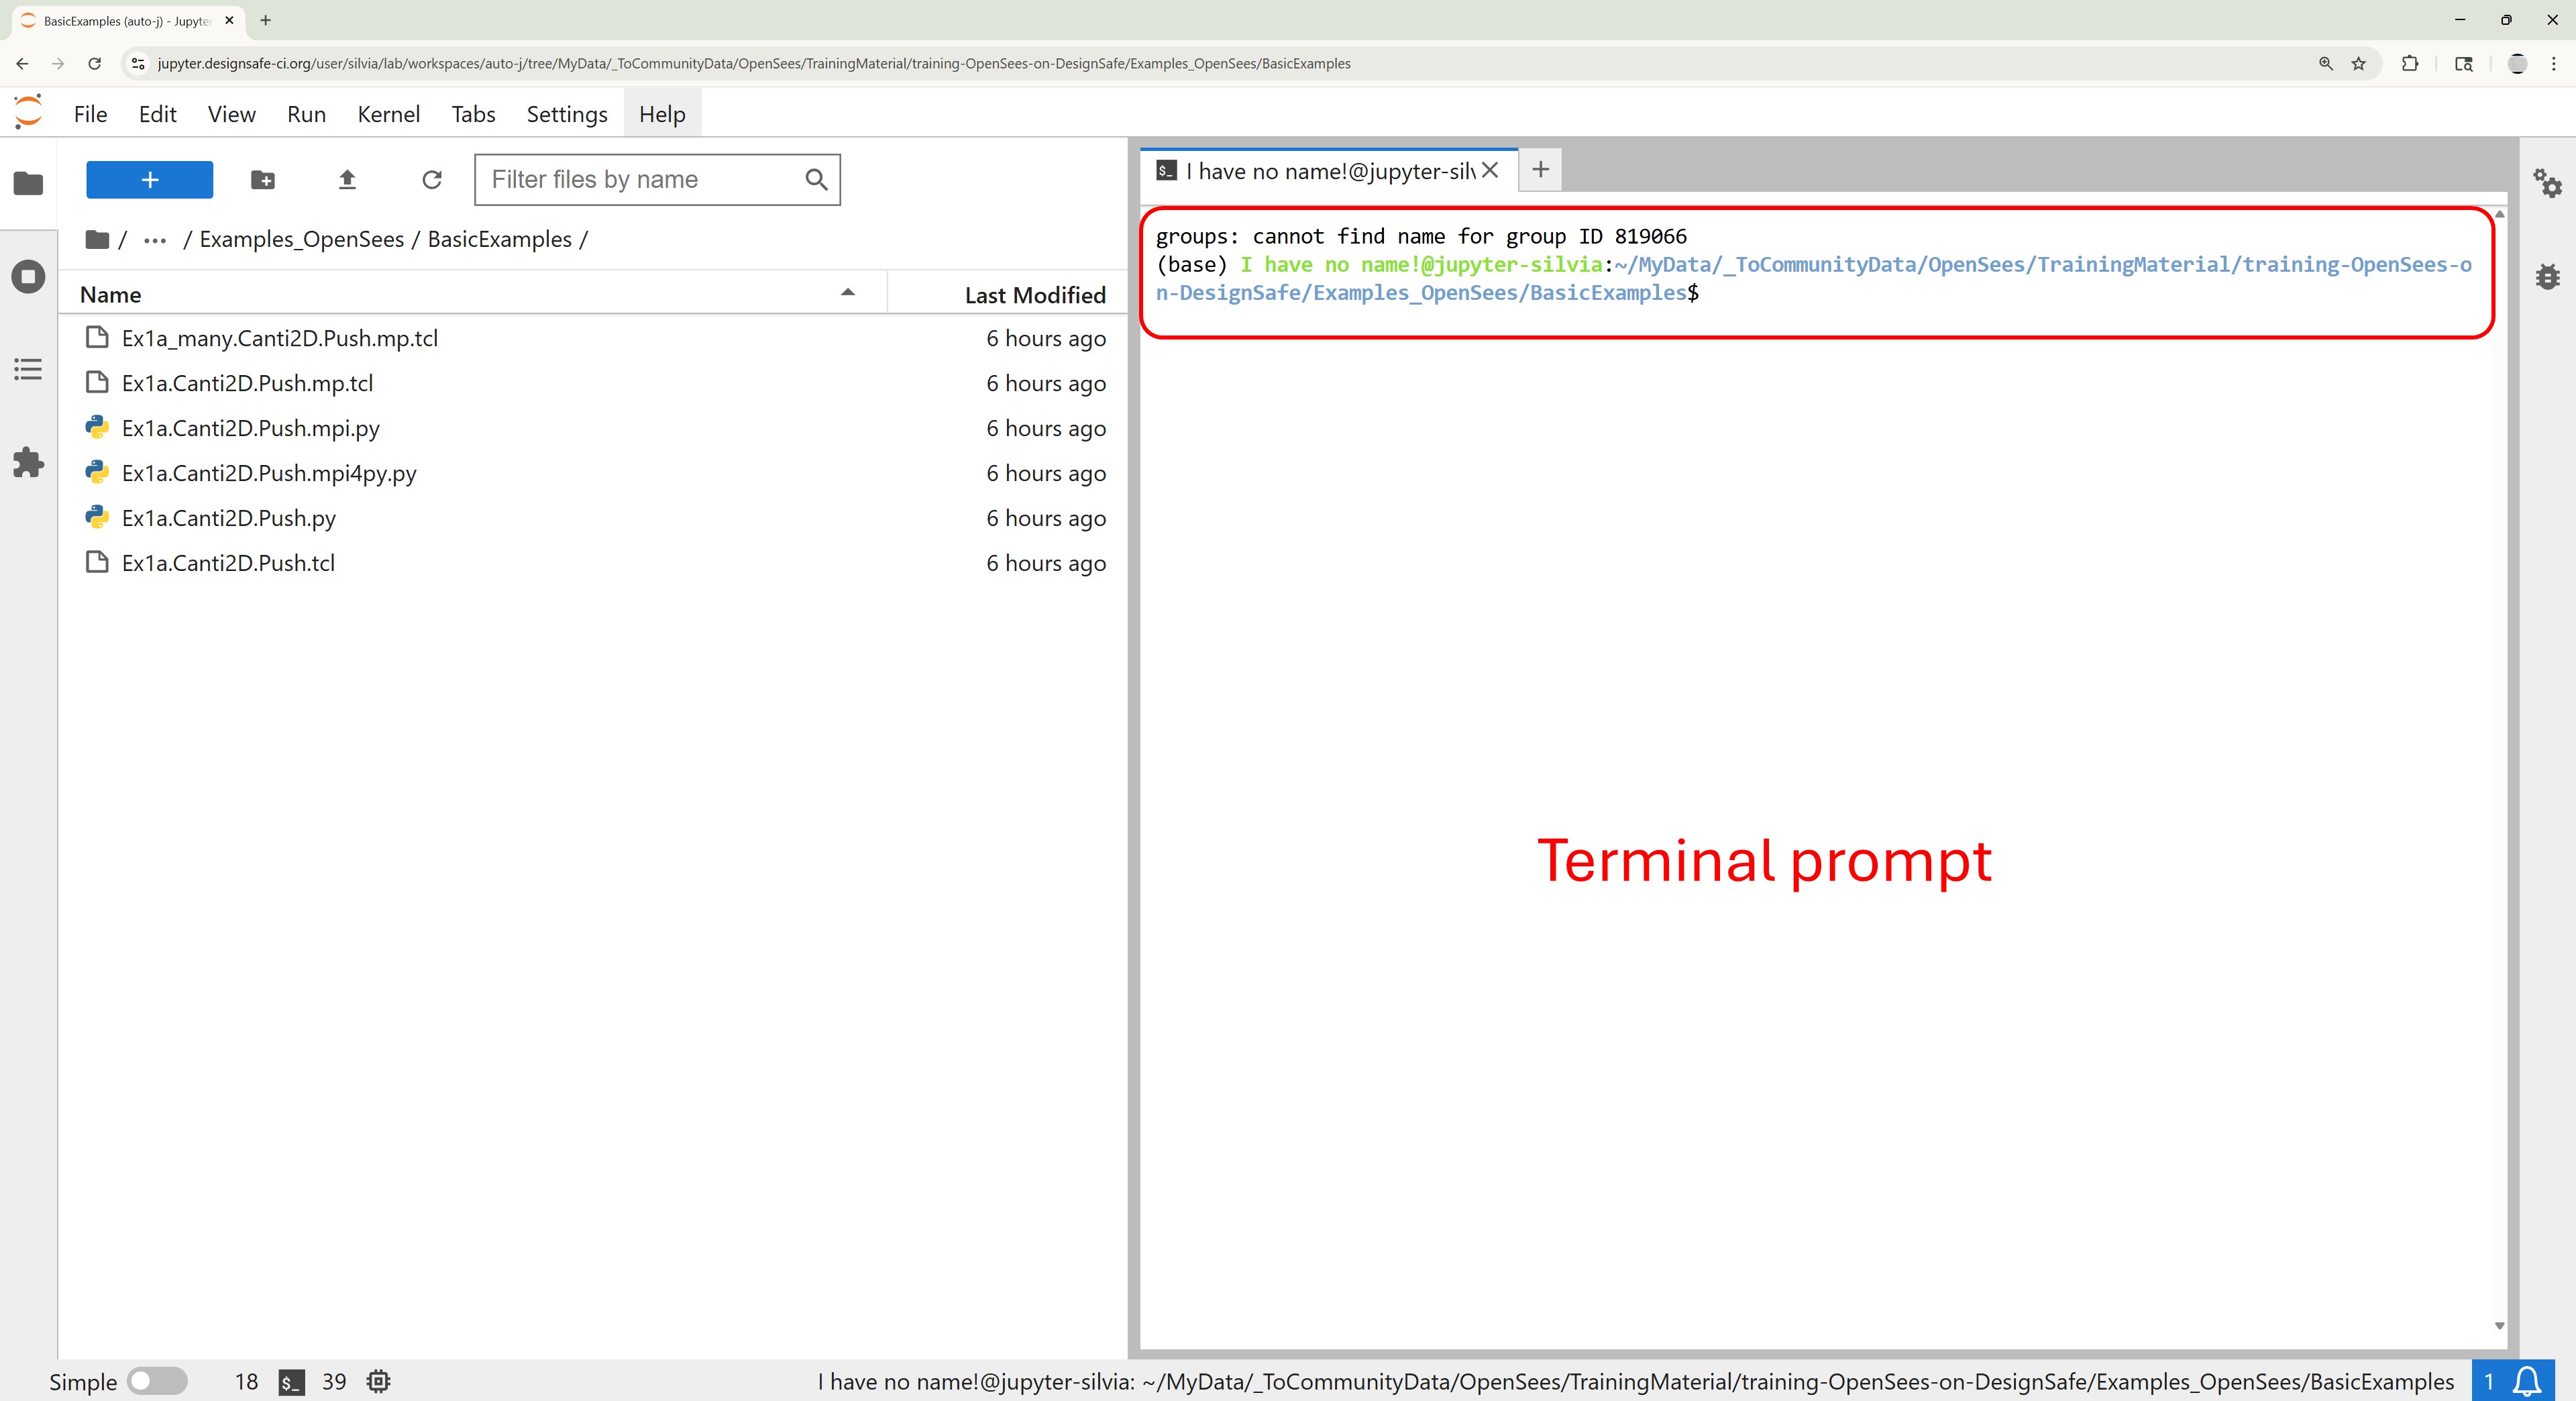 BasicExamples (auto-j) - Jupyte
jupyter.designsafe-ci.org/user/silvia/lab/workspaces/auto-j/tree/MyData/_ToCommunityData/OpenSees/TrainingMaterial/training-OpenSees-on-DesignSafe/Examples_OpenSees/BasicExamples
File Edit View Run Kernel Tabs Settings Help
Filter files by name
/ ... / Examples_OpenSees / BasicExamples /
Name Last Modified
Ex1a_many.Canti2D.Push.mp.tcl 6 hours ago
Ex1a.Canti2D.Push.mp.tcl 6 hours ago
Ex1a.Canti2D.Push.mpi.py 6 hours ago
Ex1a.Canti2D.Push.mpi4py.py 6 hours ago
Ex1a.Canti2D.Push.py 6 hours ago
Ex1a.Canti2D.Push.tcl 6 hours ago
$_ I have no name!@jupyter-silv
groups: cannot find name for group ID 819066
(base) I have no name!@jupyter-silvia:~/MyData/_ToCommunityData/OpenSees/TrainingMaterial/training-OpenSees-o
n-DesignSafe/Examples_OpenSees/BasicExamples$
Terminal prompt
Simple 18 $_ 39 I have no name!@jupyter-silvia: ~/MyData/_ToCommunityData/OpenSees/TrainingMaterial/training-OpenSees-on-DesignSafe/Examples_OpenSees/BasicExamples 1